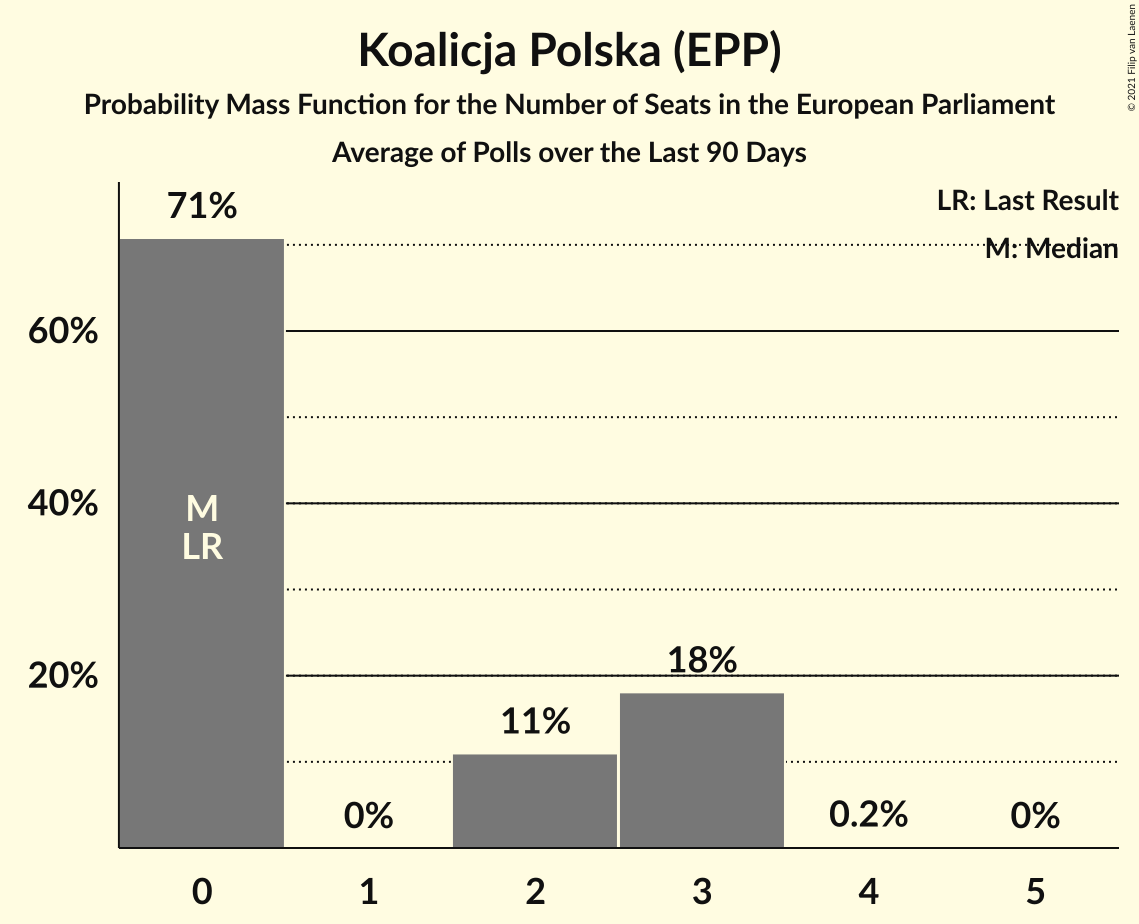 Koalicja Polska (EPP)
Probability Mass Function for the Number of Seats in the European Parliament
Average of Polls over the Last 90 Days
© 2021 Filip van Laenen
LR: Last Result
M: Median
71%
60%
40%
20%
M
LR
0%
11%
18%
0.2%
0%
0 1 2 3 4 5